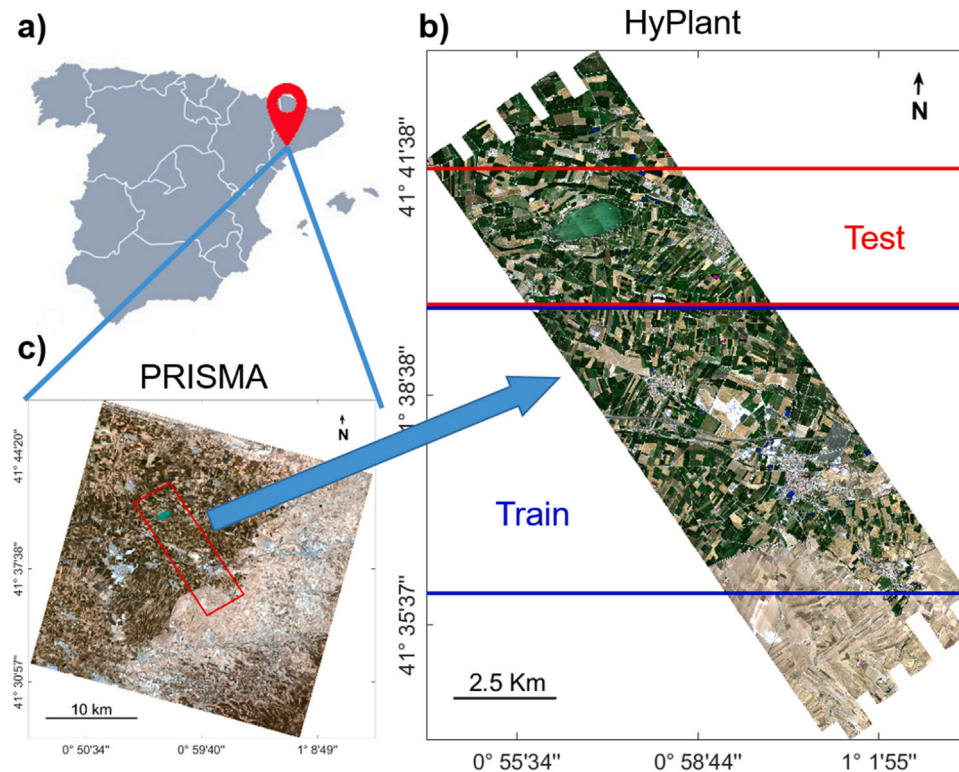 a)
b)
HyPlant
N
41° 41'38"
Test
° 38'38"
Train
41° 35'37"
2.5 Km
0° 55'34"
0° 58'44"
1° 1'55"
c)
PRISMA
N
41° 44'20"
41° 37'38"
41° 30'57"
10 km
0° 50'34"
0° 59'40"
1° 8'49"